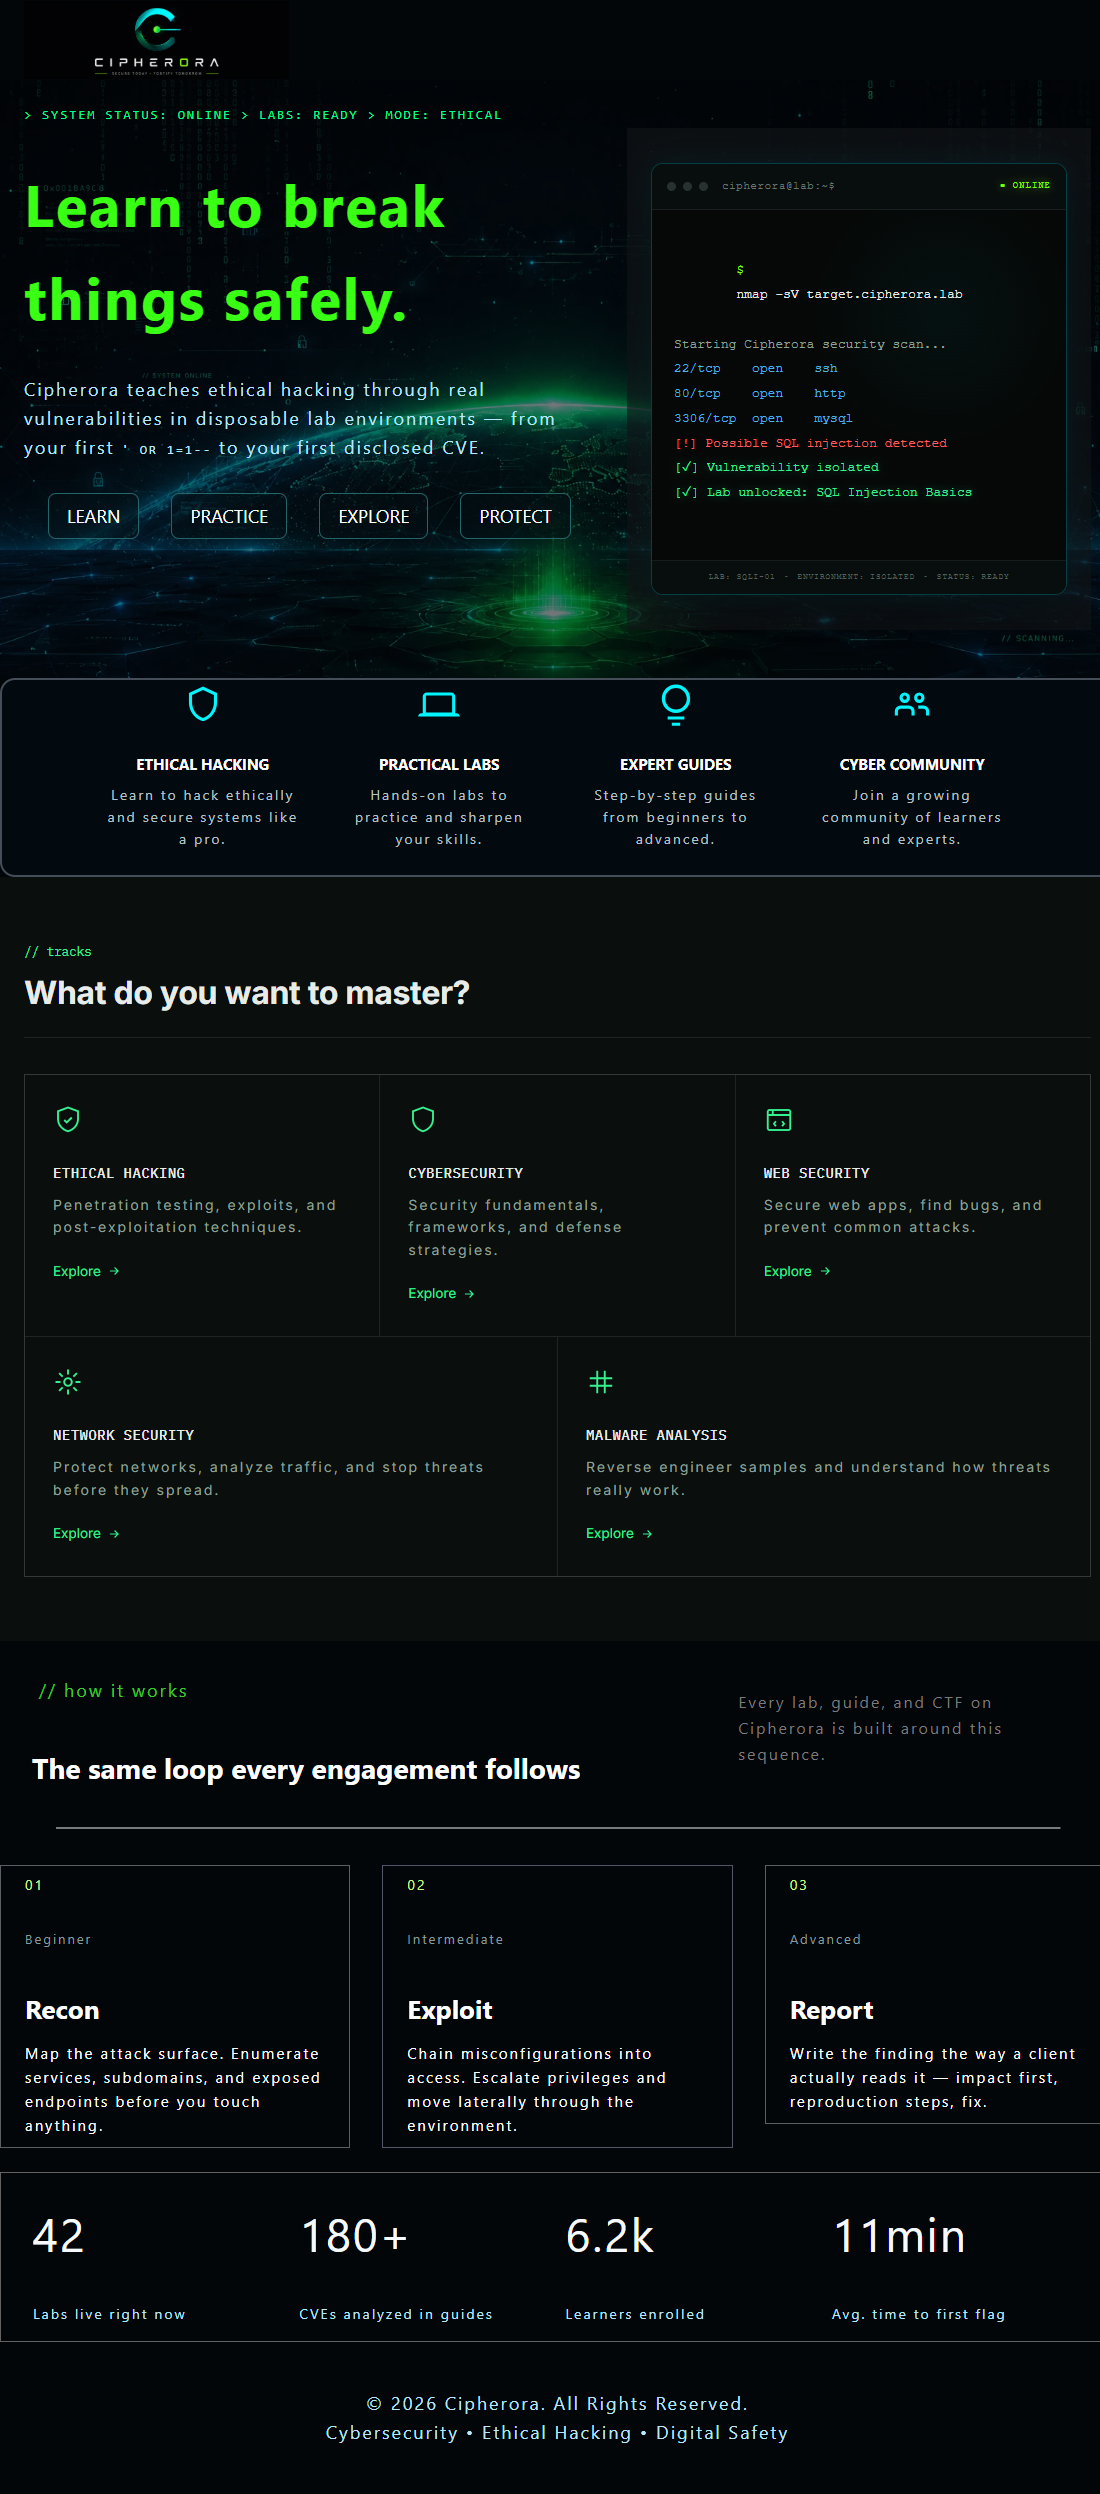 CIPHERORA
SECURE TODAY · FORTIFY TOMORROW
> SYSTEM STATUS: ONLINE > LABS: READY > MODE: ETHICAL
Learn to break
things safely.
Cipherora teaches ethical hacking through real
vulnerabilities in disposable lab environments — from
your first ' OR 1=1-- to your first disclosed CVE.
LEARN
PRACTICE
EXPLORE
PROTECT
0x001BA9C8
// SYSTEM ONLINE
cipherora@lab:~$
ONLINE
$
nmap -sV target.cipherora.lab
Starting Cipherora security scan...
22/tcp open ssh
80/tcp open http
3306/tcp open mysql
[!] Possible SQL injection detected
[✓] Vulnerability isolated
[✓] Lab unlocked: SQL Injection Basics
LAB: SQLI-01 - ENVIRONMENT: ISOLATED - STATUS: READY
// SCANNING...
ETHICAL HACKING
Learn to hack ethically
and secure systems like
a pro.
PRACTICAL LABS
Hands-on labs to
practice and sharpen
your skills.
EXPERT GUIDES
Step-by-step guides
from beginners to
advanced.
CYBER COMMUNITY
Join a growing
community of learners
and experts.
// tracks
What do you want to master?
ETHICAL HACKING
Penetration testing, exploits, and
post-exploitation techniques.
Explore →
CYBERSECURITY
Security fundamentals,
frameworks, and defense
strategies.
Explore →
WEB SECURITY
Secure web apps, find bugs, and
prevent common attacks.
Explore →
NETWORK SECURITY
Protect networks, analyze traffic, and stop threats
before they spread.
Explore →
MALWARE ANALYSIS
Reverse engineer samples and understand how threats
really work.
Explore →
// how it works
The same loop every engagement follows
Every lab, guide, and CTF on
Cipherora is built around this
sequence.
01
Beginner
Recon
Map the attack surface. Enumerate
services, subdomains, and exposed
endpoints before you touch
anything.
02
Intermediate
Exploit
Chain misconfigurations into
access. Escalate privileges and
move laterally through the
environment.
03
Advanced
Report
Write the finding the way a client
actually reads it — impact first,
reproduction steps, fix.
42
Labs live right now
180+
CVEs analyzed in guides
6.2k
Learners enrolled
11min
Avg. time to first flag
© 2026 Cipherora. All Rights Reserved.
Cybersecurity • Ethical Hacking • Digital Safety